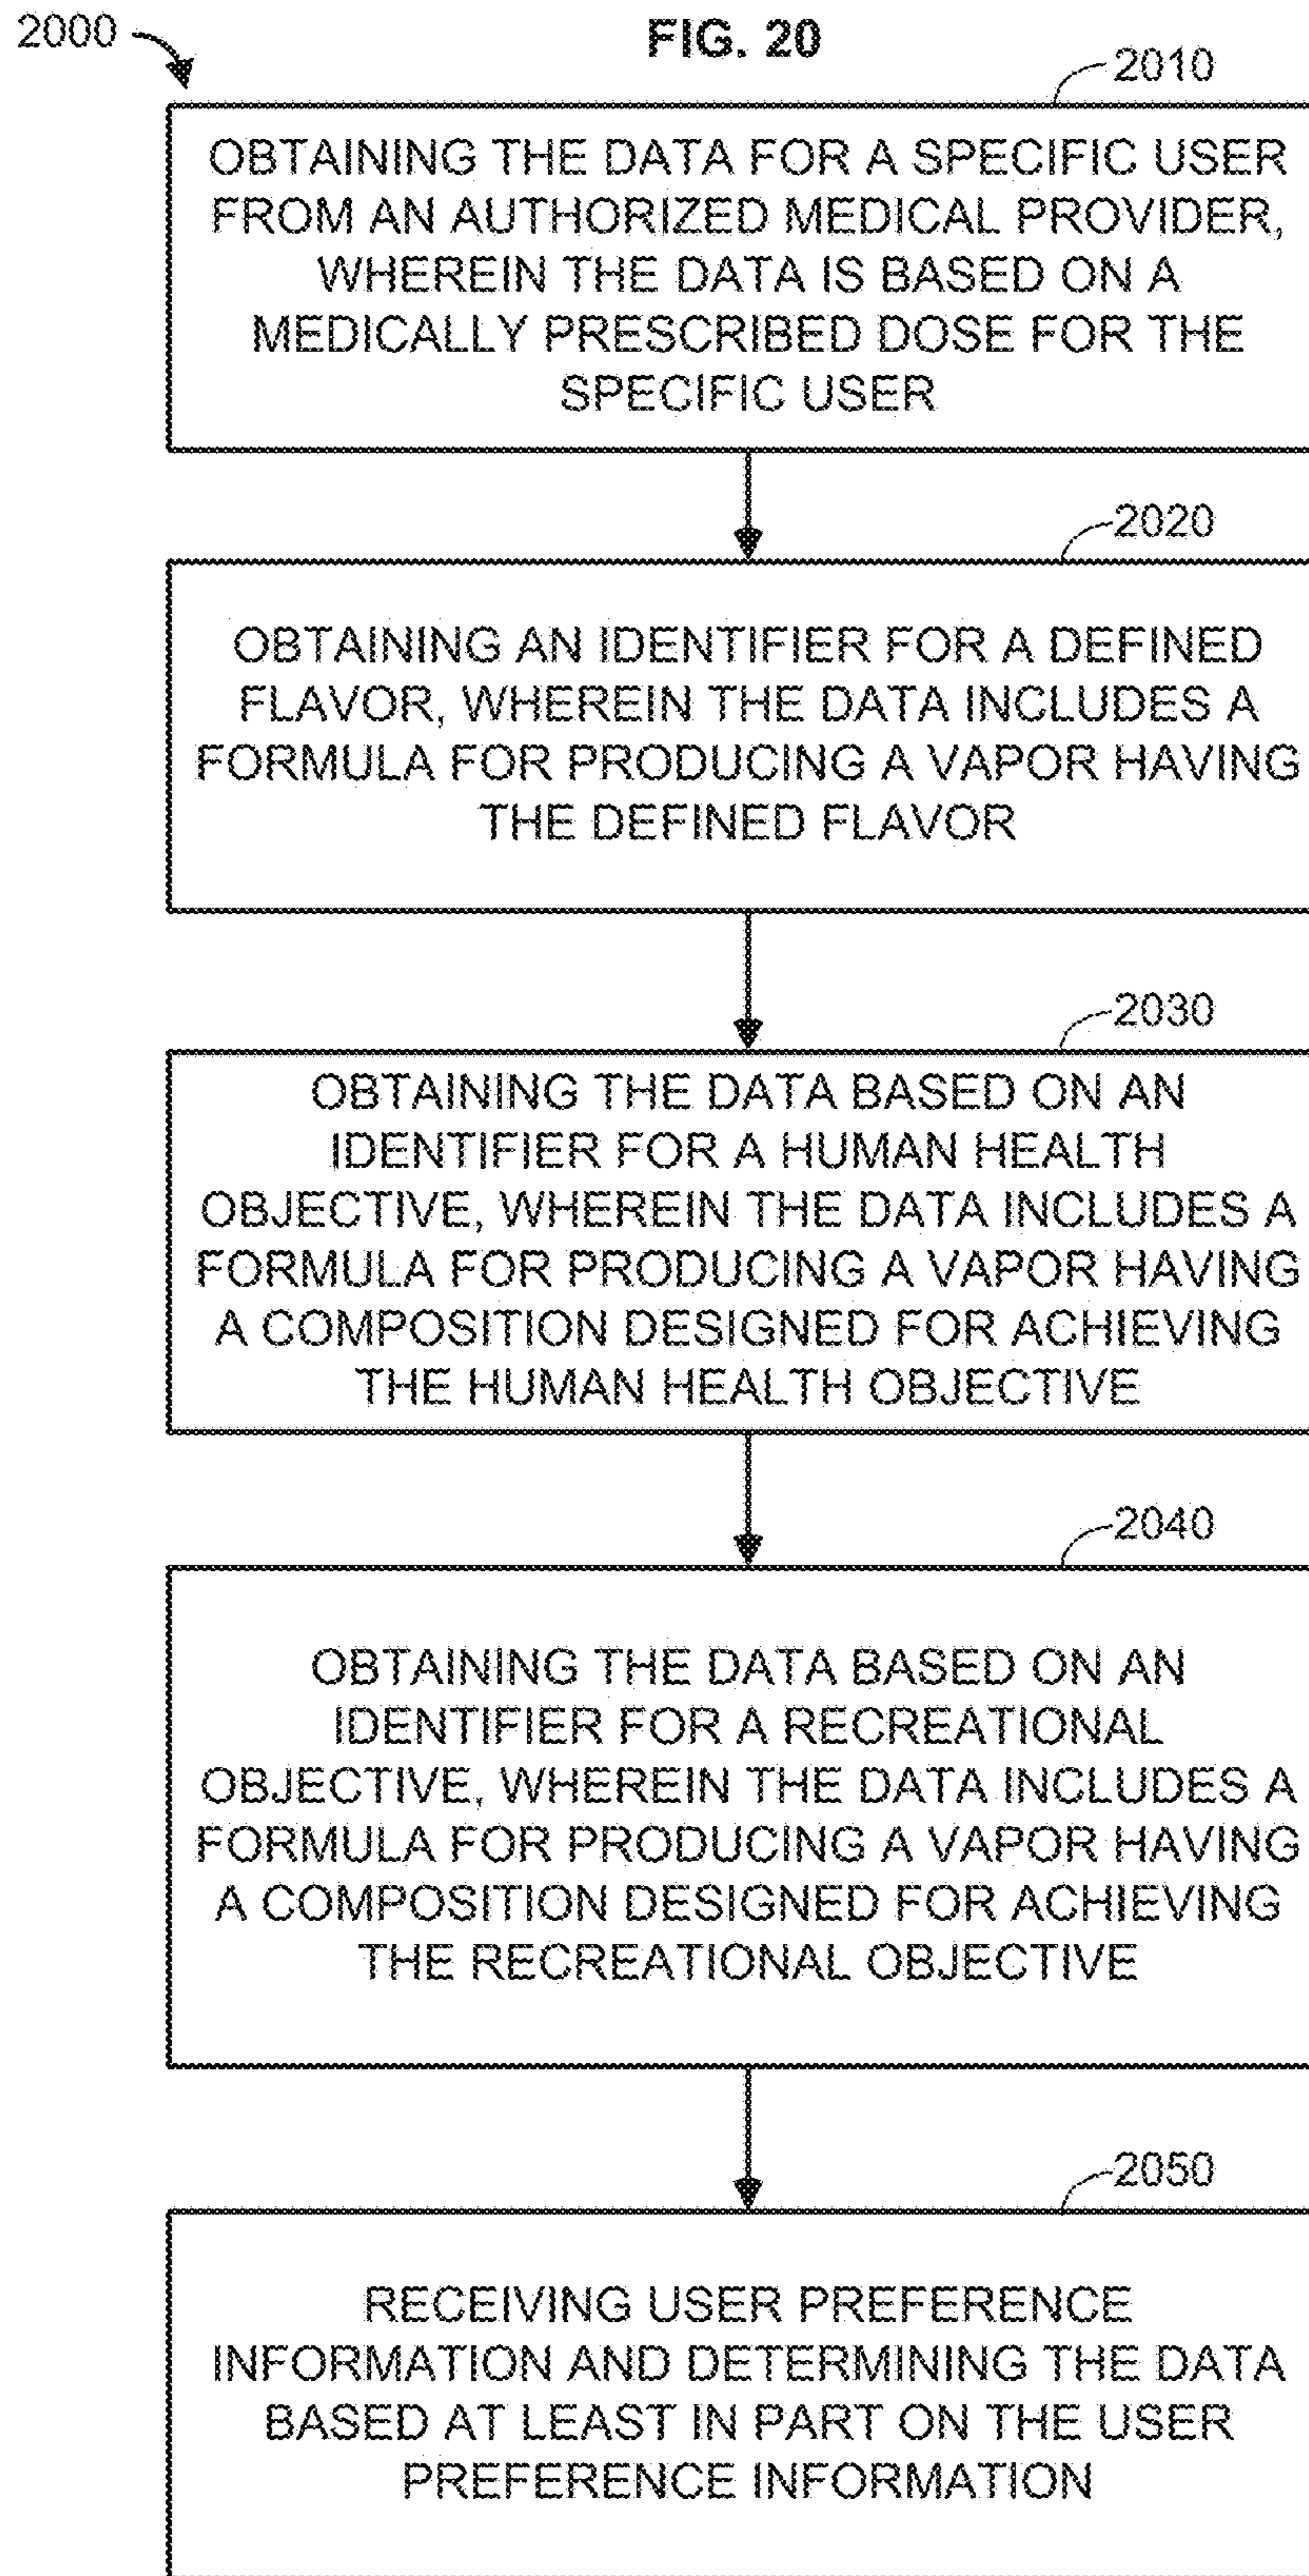 2000
FIG. 20
2010
OBTAINING THE DATA FOR A SPECIFIC USER
FROM AN AUTHORIZED MEDICAL PROVIDER,
WHEREIN THE DATA IS BASED ON A
MEDICALLY PRESCRIBED DOSE FOR THE
SPECIFIC USER
2020
OBTAINING AN IDENTIFIER FOR A DEFINED
FLAVOR, WHEREIN THE DATA INCLUDES A
FORMULA FOR PRODUCING A VAPOR HAVING
THE DEFINED FLAVOR
2030
OBTAINING THE DATA BASED ON AN
IDENTIFIER FOR A HUMAN HEALTH
OBJECTIVE, WHEREIN THE DATA INCLUDES A
FORMULA FOR PRODUCING A VAPOR HAVING
A COMPOSITION DESIGNED FOR ACHIEVING
THE HUMAN HEALTH OBJECTIVE
2040
OBTAINING THE DATA BASED ON AN
IDENTIFIER FOR A RECREATIONAL
OBJECTIVE, WHEREIN THE DATA INCLUDES A
FORMULA FOR PRODUCING A VAPOR HAVING
A COMPOSITION DESIGNED FOR ACHIEVING
THE RECREATIONAL OBJECTIVE
2050
RECEIVING USER PREFERENCE
INFORMATION AND DETERMINING THE DATA
BASED AT LEAST IN PART ON THE USER
PREFERENCE INFORMATION